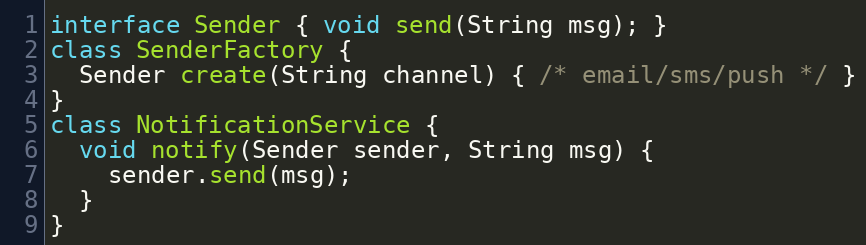 1 interface Sender { void send(String msg); }
2 class SenderFactory {
3   Sender create(String channel) { /* email/sms/push */ }
4 }
5 class NotificationService {
6   void notify(Sender sender, String msg) {
7     sender.send(msg);
8   }
9 }